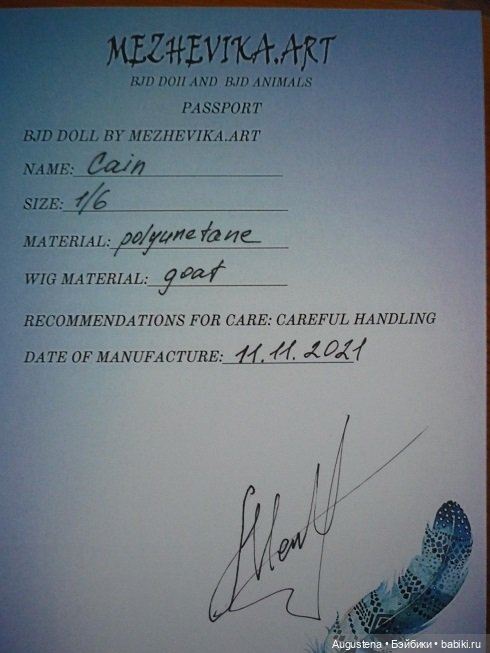 MEZHEVIKA.ART
BJD DOll AND BJD ANIMALS
PASSPORT
BJD DOLL BY MEZHEVIKA.ART
NAME: Cain
SIZE: 1/6
MATERIAL: polyunetane
WIG MATERIAL: goat
RECOMMENDATIONS FOR CARE: CAREFUL HANDLING
DATE OF MANUFACTURE: 11.11.2021
Augustena • Бэйбики • babiki.ru